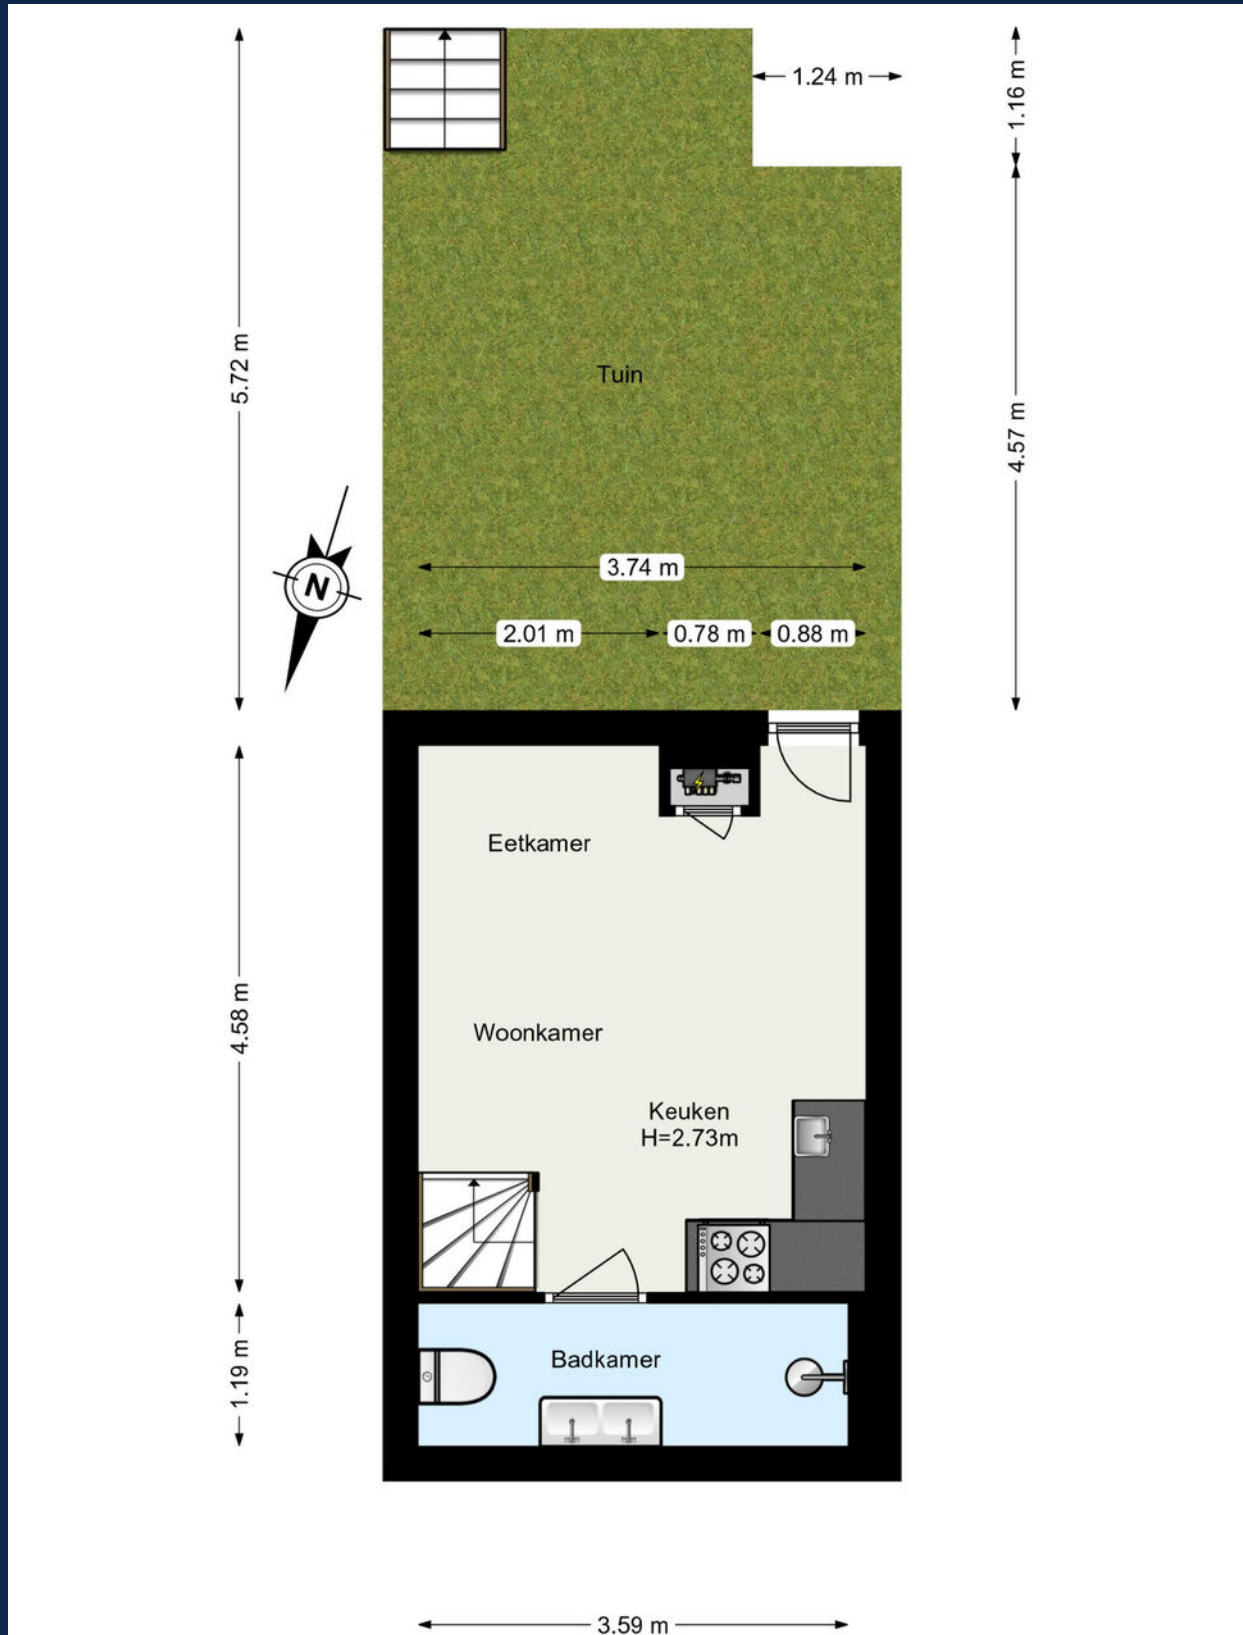 1.24 m
1.16 m
5.72 m
Tuin
4.57 m
3.74 m
N
2.01 m
0.78 m
0.88 m
Eetkamer
4.58 m
Woonkamer
Keuken
H=2.73m
1.19 m
Badkamer
3.59 m